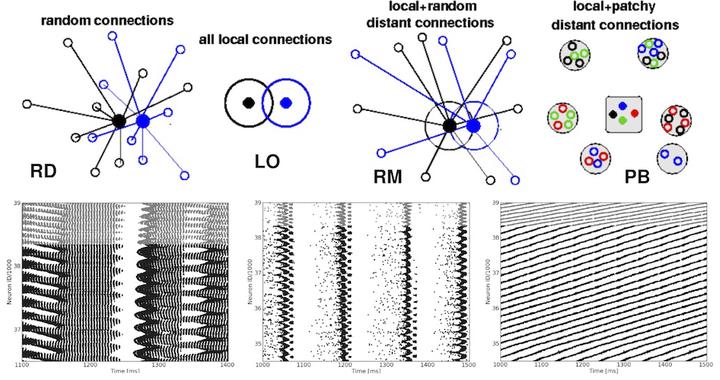 random connections
all local connections
local+random
distant connections
local+patchy
distant connections
RD
LO
RM
PB
39
38
37
Neuron ID/1000
1100
1200
1300
1400
Time [ms]
39
38
37
36
35
Neuron ID/1000
1000
1100
1200
1300
1400
1500
Time [ms]
39
38
37
36
35
Neuron ID/1000
1000
1100
1200
1300
1400
1500
Time [ms]